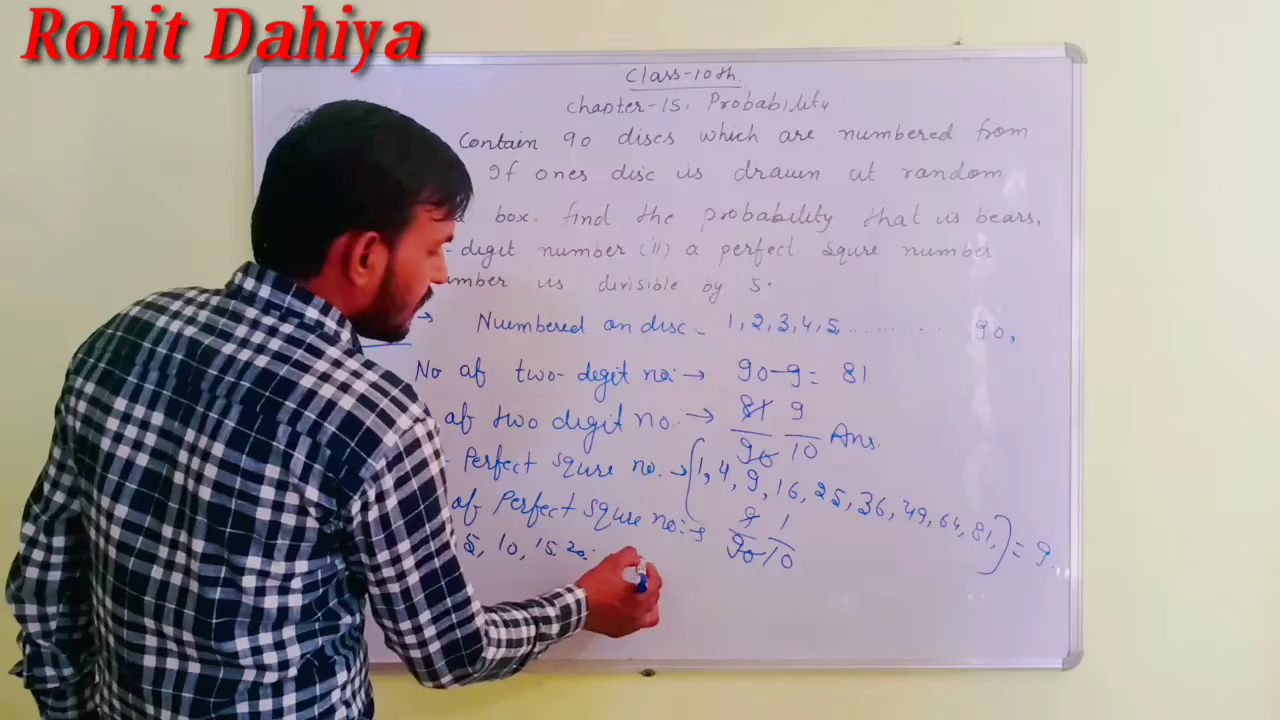 Rohit Dahiya
Class-10th.
Chapter-15. Probability
Contain 90 discs which are numbered from
If ones disc is drawn at random
box. find the probability that is bears,
-digit number (ii) a perfect squre number
umber is divisible by 5.
→ Numbered on disc - 1, 2, 3, 4, 5, .......... 90,
No of two-digit no: → 90-9 = 81
of two digit no. → 81/90 9/10 Ans.
Perfect squre no: → (1, 4, 9, 16, 25, 36, 49, 64, 81,) = 9.
of Perfect squre no: → 9/90 1/10
5, 10, 15, 20.